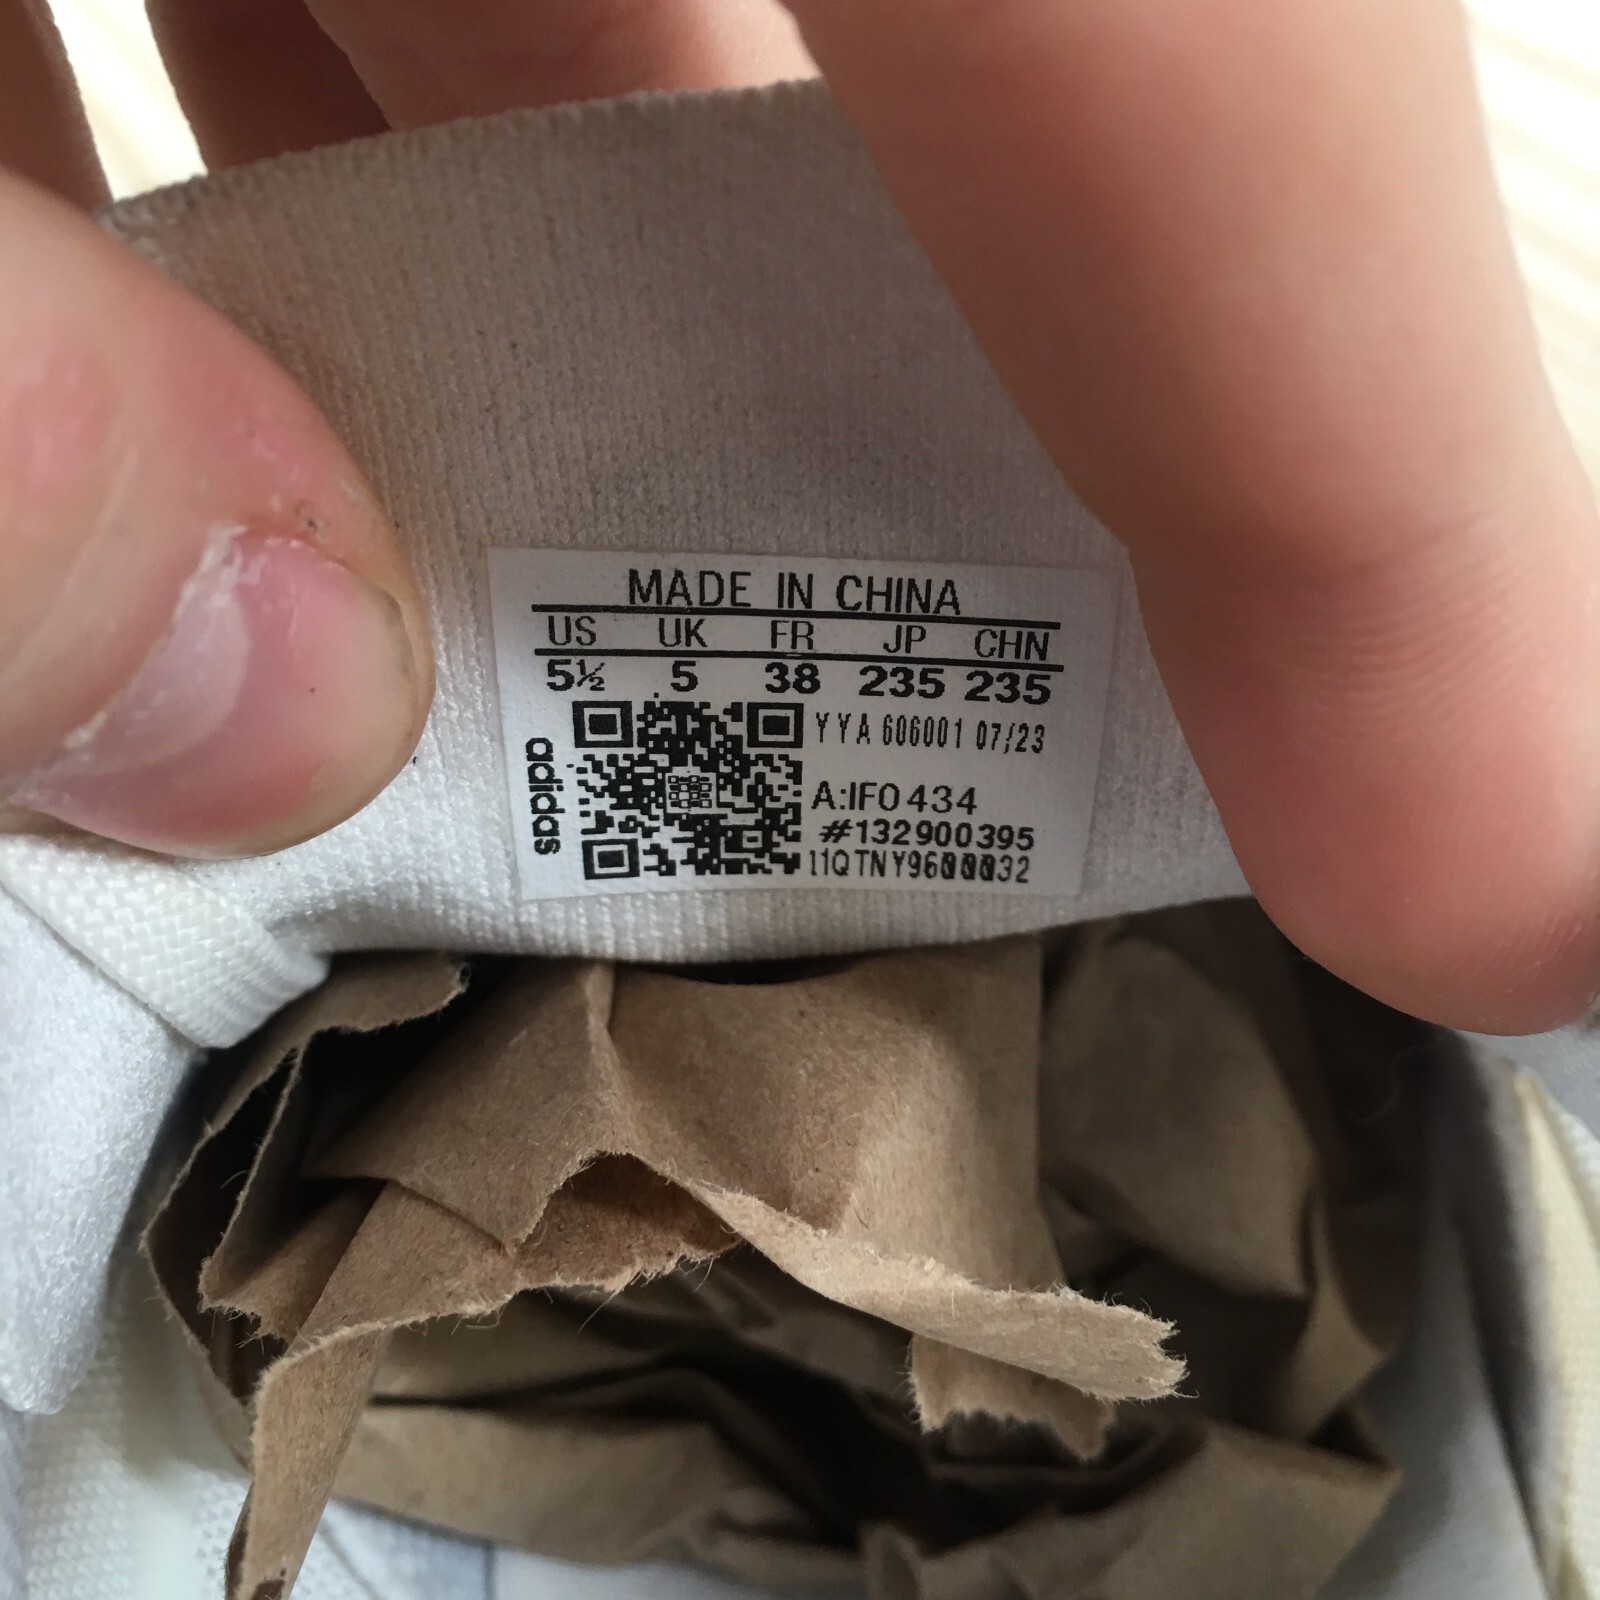 MADE IN CHINA
US UK FR JP CHN
5½ 5 38 235 235
YYA 606001 07/23
A:IF0434
#132900395
adidas